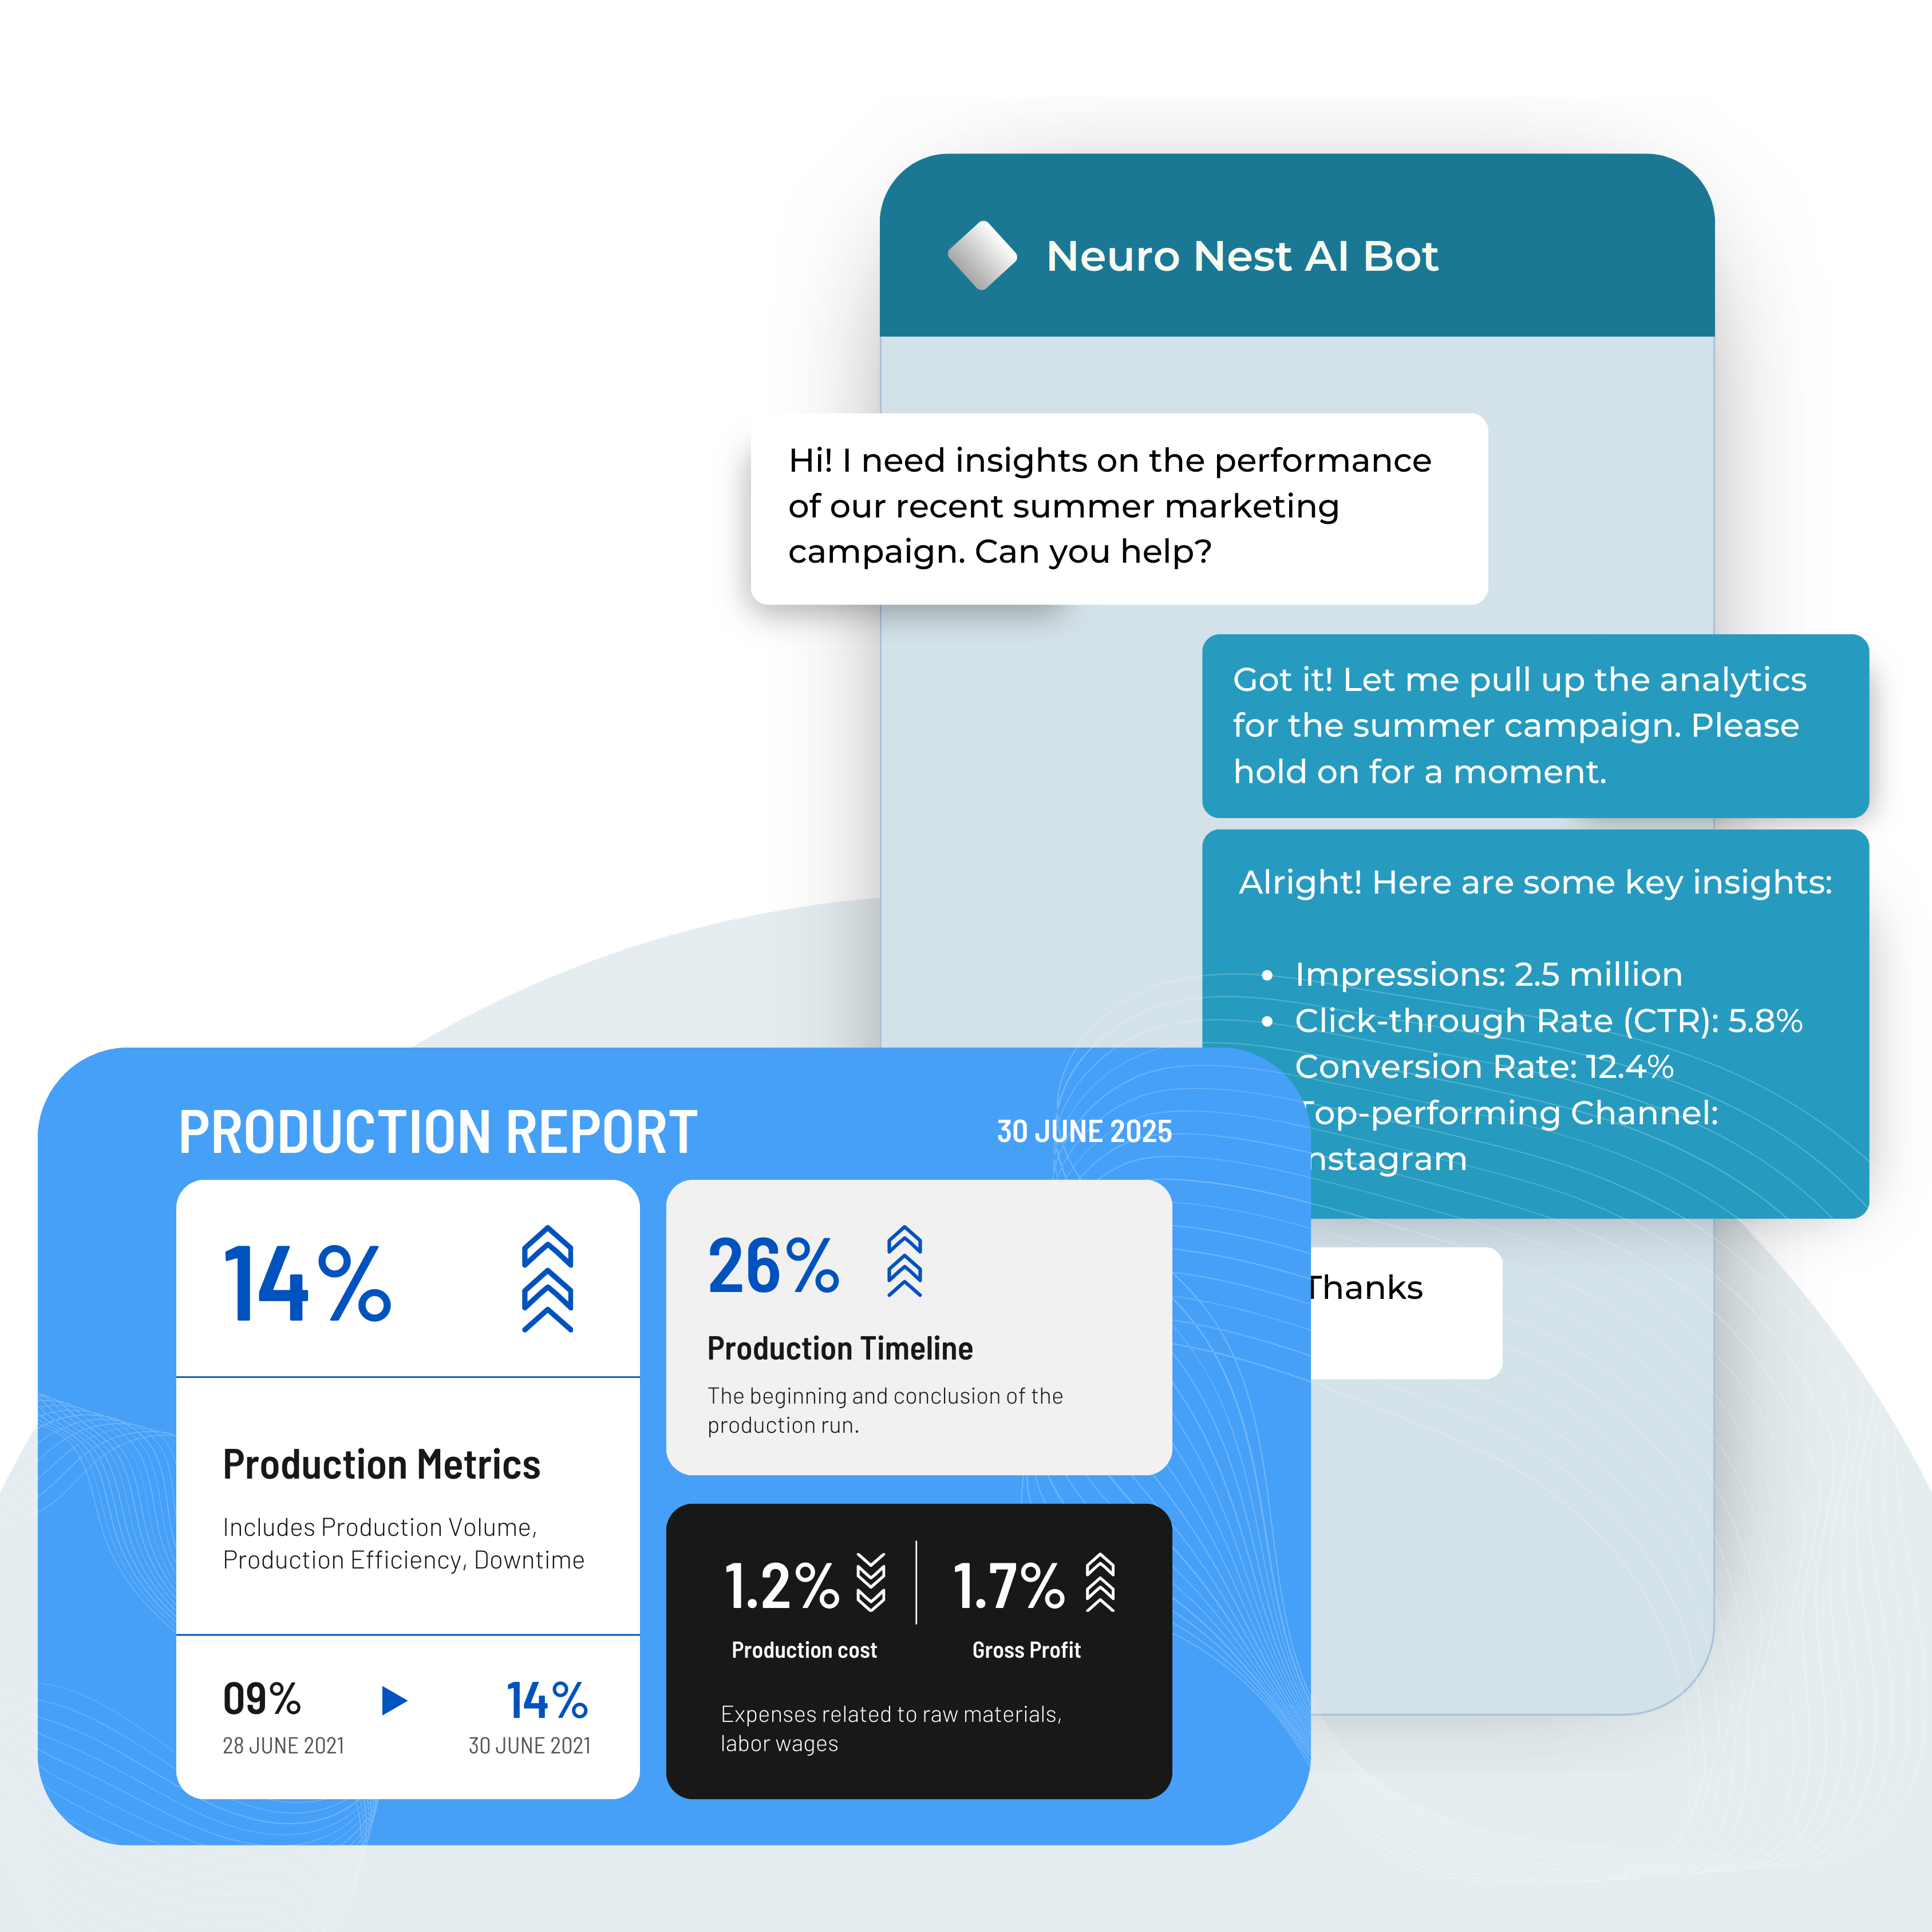 Neuro Nest AI Bot
Hi! I need insights on the performance
of our recent summer marketing
campaign. Can you help?
Got it! Let me pull up the analytics
for the summer campaign. Please
hold on for a moment.
Alright! Here are some key insights:
• Impressions: 2.5 million
• Click-through Rate (CTR): 5.8%
Conversion Rate: 12.4%
Top-performing Channel:
nstagram
Thanks
PRODUCTION REPORT
30 JUNE 2025
14%
Production Metrics
Includes Production Volume,
Production Efficiency, Downtime
09%
28 JUNE 2021
14%
30 JUNE 2021
26%
Production Timeline
The beginning and conclusion of the
production run.
1.2%
Production cost
1.7%
Gross Profit
Expenses related to raw materials,
labor wages